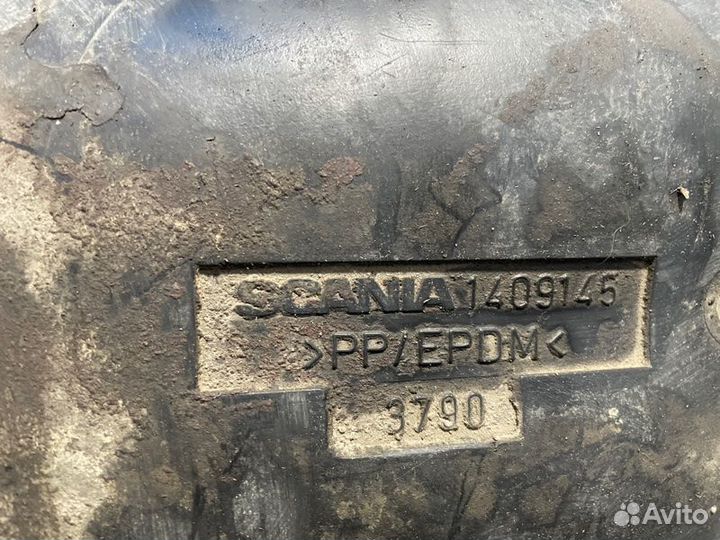 SCANIA 1409145
>PP/EPDM<
3790
Avito